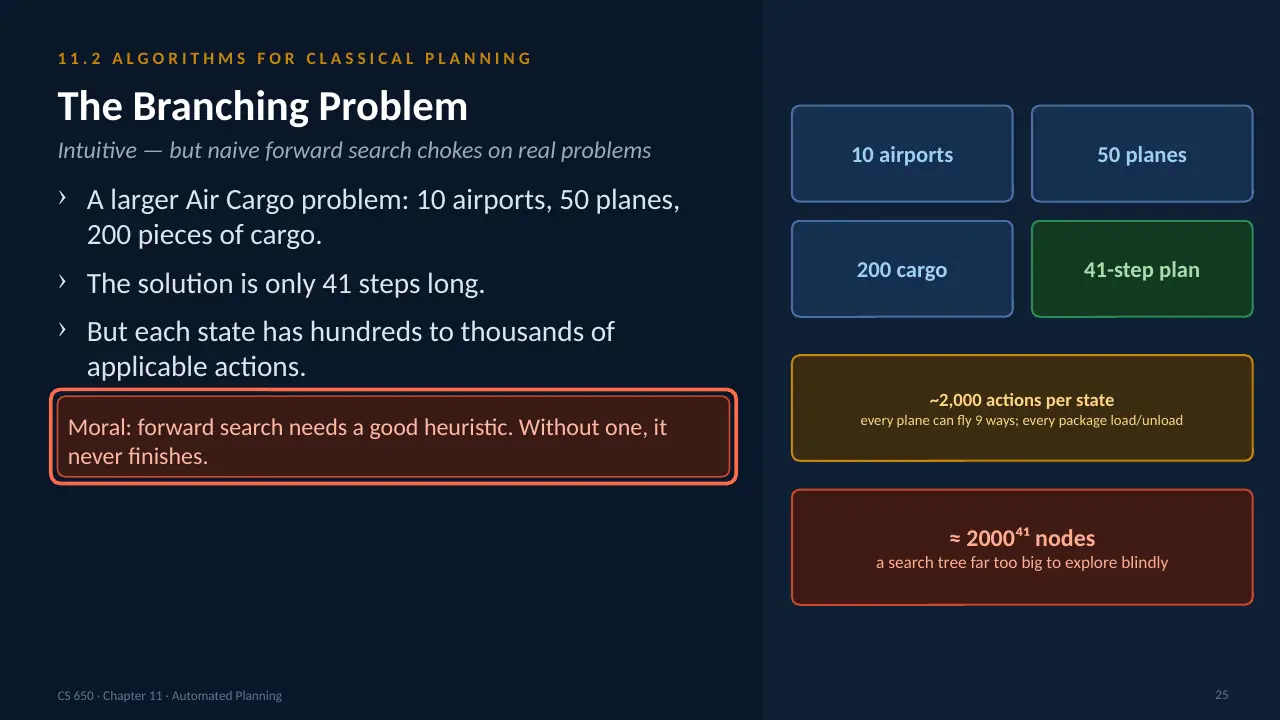 11.2 ALGORITHMS FOR CLASSICAL PLANNING
The Branching Problem
Intuitive — but naive forward search chokes on real problems
› A larger Air Cargo problem: 10 airports, 50 planes,
200 pieces of cargo.
› The solution is only 41 steps long.
› But each state has hundreds to thousands of
applicable actions.
Moral: forward search needs a good heuristic. Without one, it
never finishes.
10 airports
50 planes
200 cargo
41-step plan
~2,000 actions per state
every plane can fly 9 ways; every package load/unload
≈ 2000⁴¹ nodes
a search tree far too big to explore blindly
CS 650 · Chapter 11 · Automated Planning
25